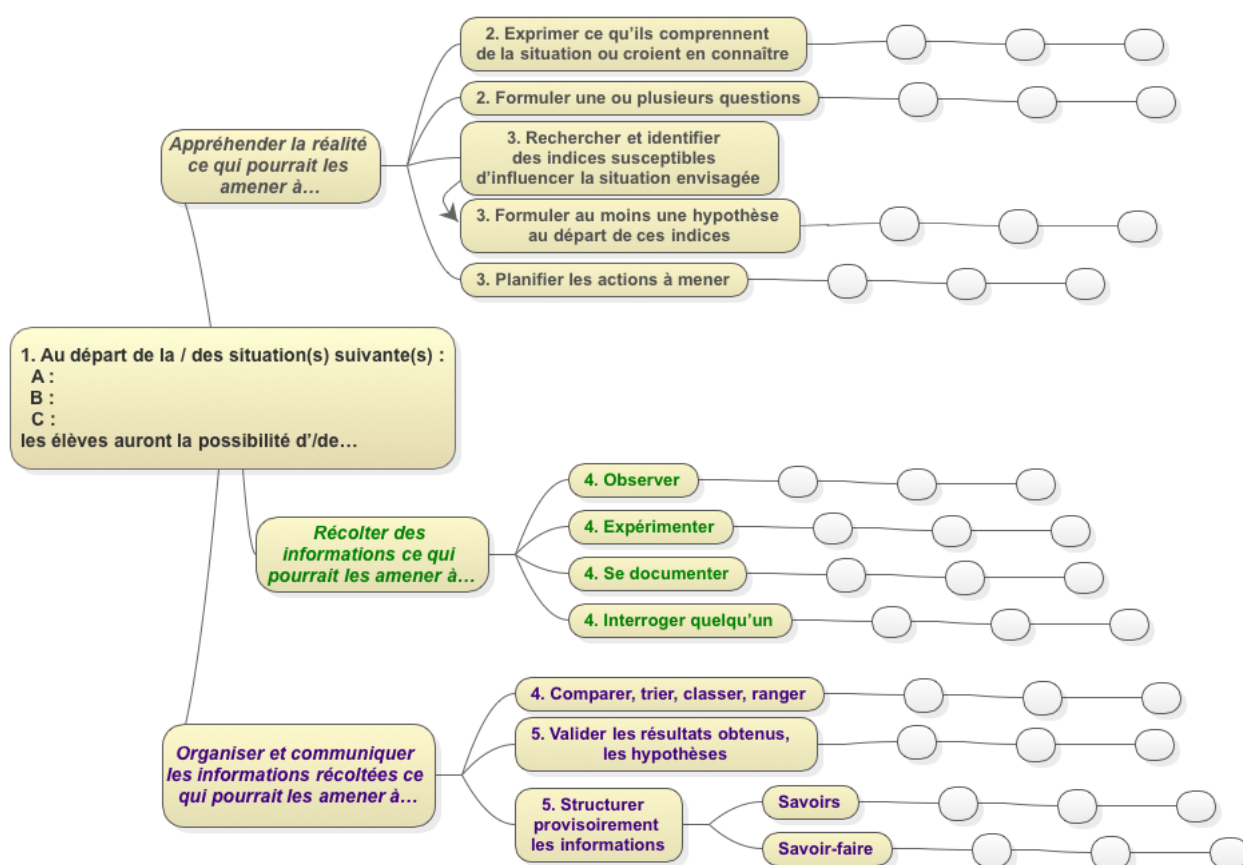 2. Exprimer ce qu'ils comprennent
de la situation ou croient en connaître
2. Formuler une ou plusieurs questions
Appréhender la réalité
ce qui pourrait les
amener à…
3. Rechercher et identifier
des indices susceptibles
d'influencer la situation envisagée
3. Formuler au moins une hypothèse
au départ de ces indices
3. Planifier les actions à mener
1. Au départ de la / des situation(s) suivante(s) :
A :
B :
C :
les élèves auront la possibilité d'/de…
Récolter des
informations ce qui
pourrait les amener à…
4. Observer
4. Expérimenter
4. Se documenter
4. Interroger quelqu'un
Organiser et communiquer
les informations récoltées ce
qui pourrait les amener à…
4. Comparer, trier, classer, ranger
5. Valider les résultats obtenus,
les hypothèses
5. Structurer
provisoirement
les informations
Savoirs
Savoir-faire